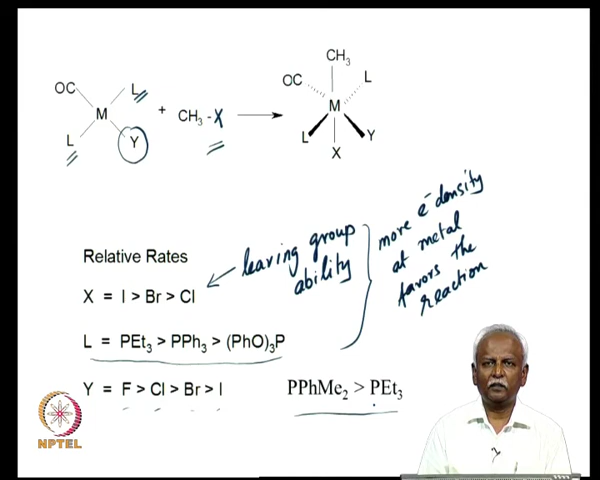 CH3
OC
L
M
L
Y
+ CH3-X
OC
L
M
L
Y
X
Relative Rates
X = I > Br > Cl
leaving group
ability
L = PEt3 > PPh3 > (PhO)3P
more e- density
at metal
favors the
reaction
Y = F > Cl > Br > I
PPhMe2 > PEt3
NPTEL